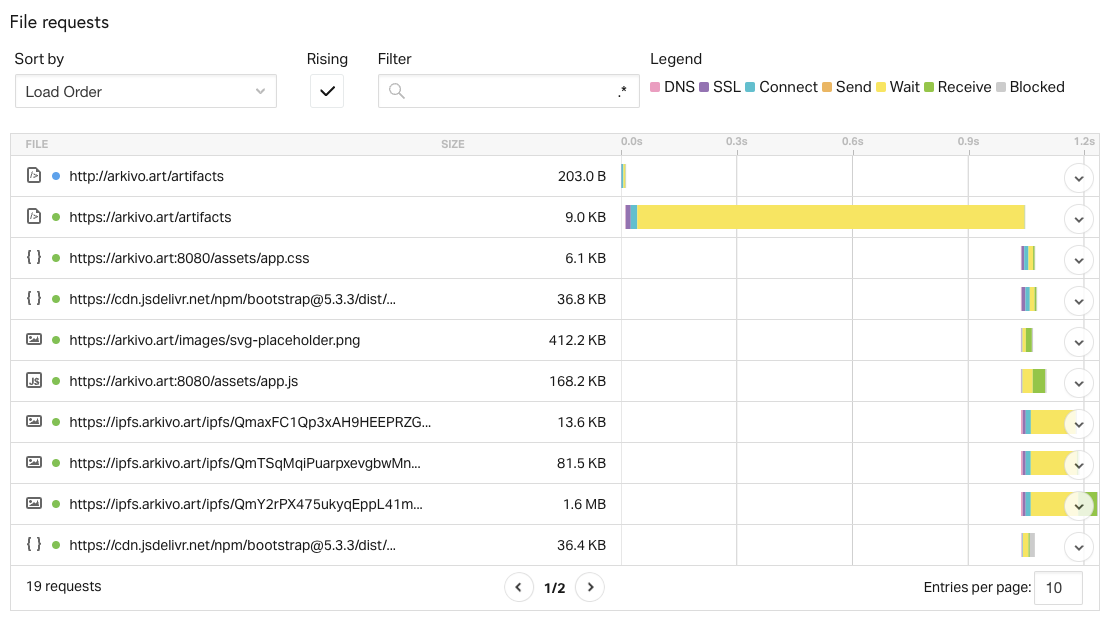 File requests
Sort by Rising Filter Legend
Load Order .* DNS SSL Connect Send Wait Receive Blocked
FILE SIZE 0.0s 0.3s 0.6s 0.9s 1.2s
http://arkivo.art/artifacts 203.0 B
https://arkivo.art/artifacts 9.0 KB
{ } https://arkivo.art:8080/assets/app.css 6.1 KB
{ } https://cdn.jsdelivr.net/npm/bootstrap@5.3.3/dist/... 36.8 KB
https://arkivo.art/images/svg-placeholder.png 412.2 KB
JS https://arkivo.art:8080/assets/app.js 168.2 KB
https://ipfs.arkivo.art/ipfs/QmaxFC1Qp3xAH9HEEPRZG... 13.6 KB
https://ipfs.arkivo.art/ipfs/QmTSqMqiPuarpxevgbwMn... 81.5 KB
https://ipfs.arkivo.art/ipfs/QmY2rPX475ukyqEppL41m... 1.6 MB
{ } https://cdn.jsdelivr.net/npm/bootstrap@5.3.3/dist/... 36.4 KB
19 requests 1/2 Entries per page: 10